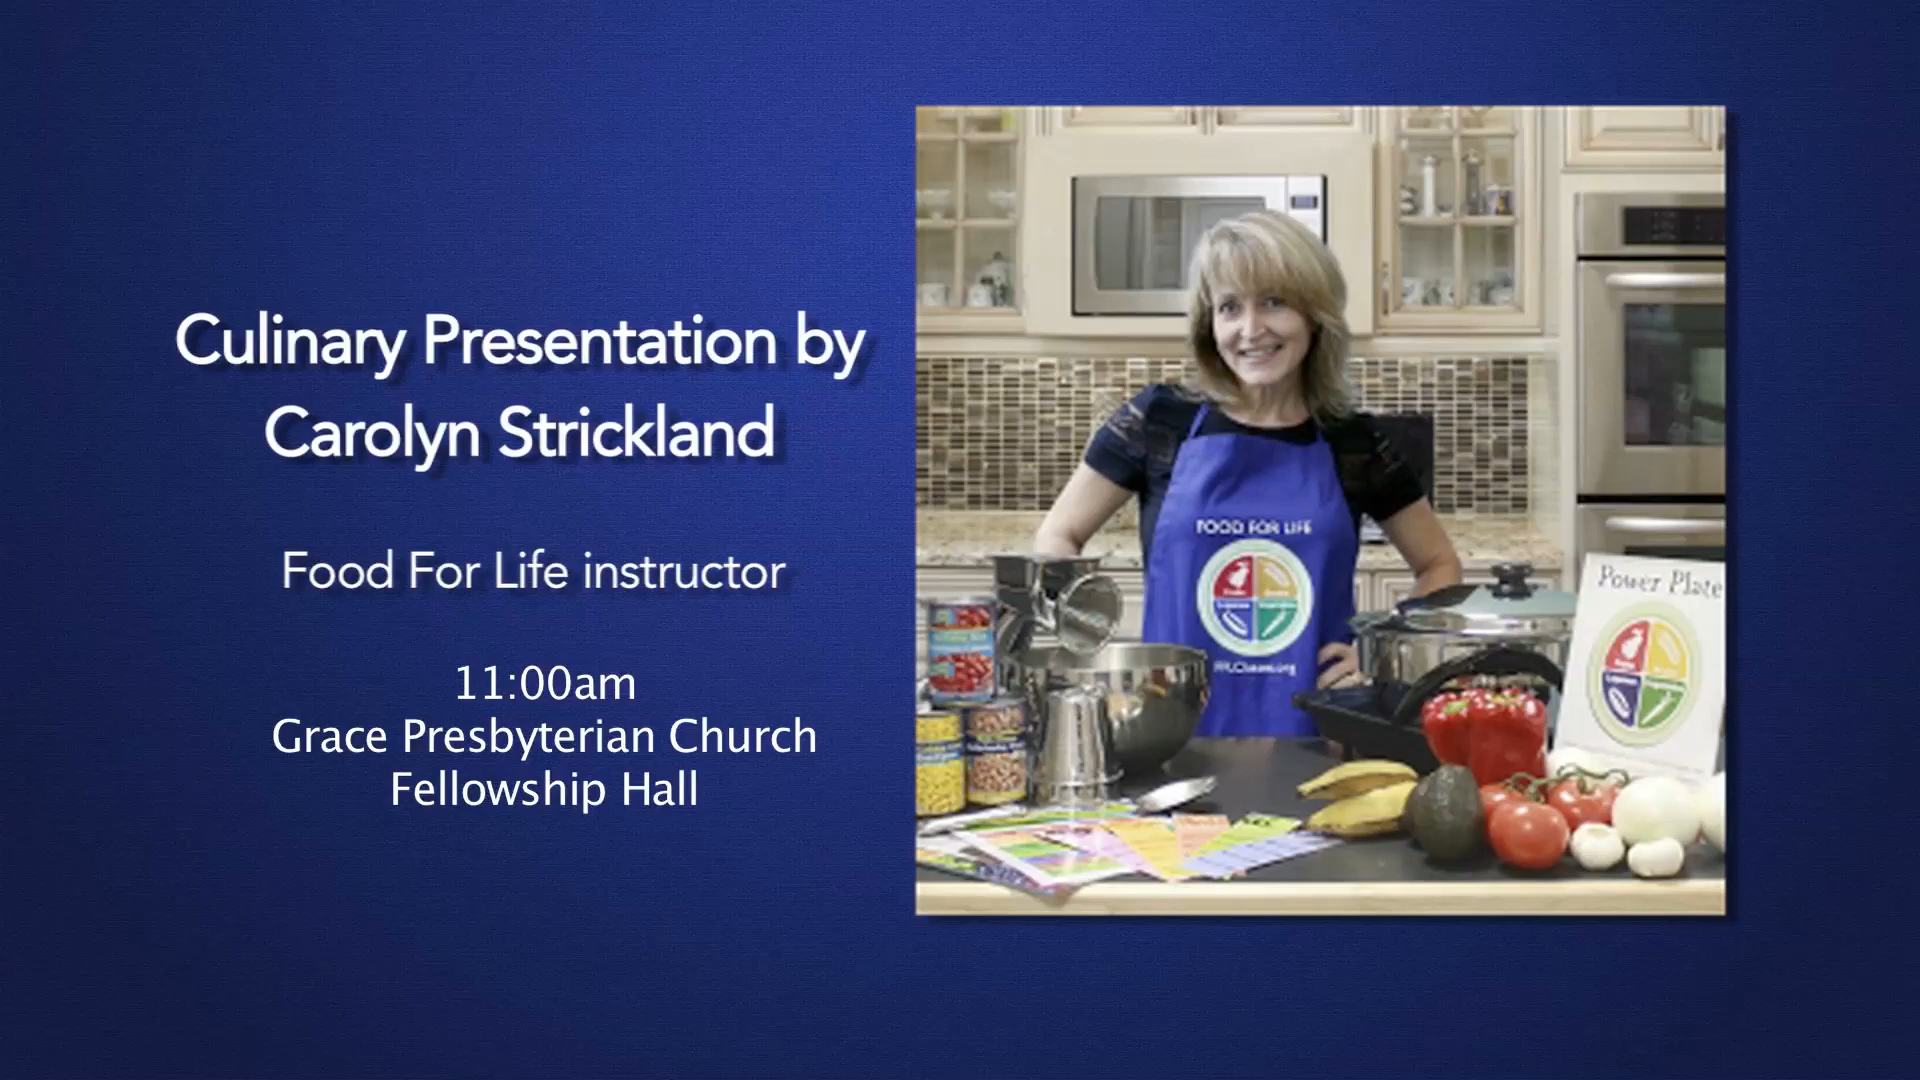 Culinary Presentation by
Carolyn Strickland
Food For Life instructor
11:00am
Grace Presbyterian Church
Fellowship Hall
FOOD FOR LIFE
Power Plate